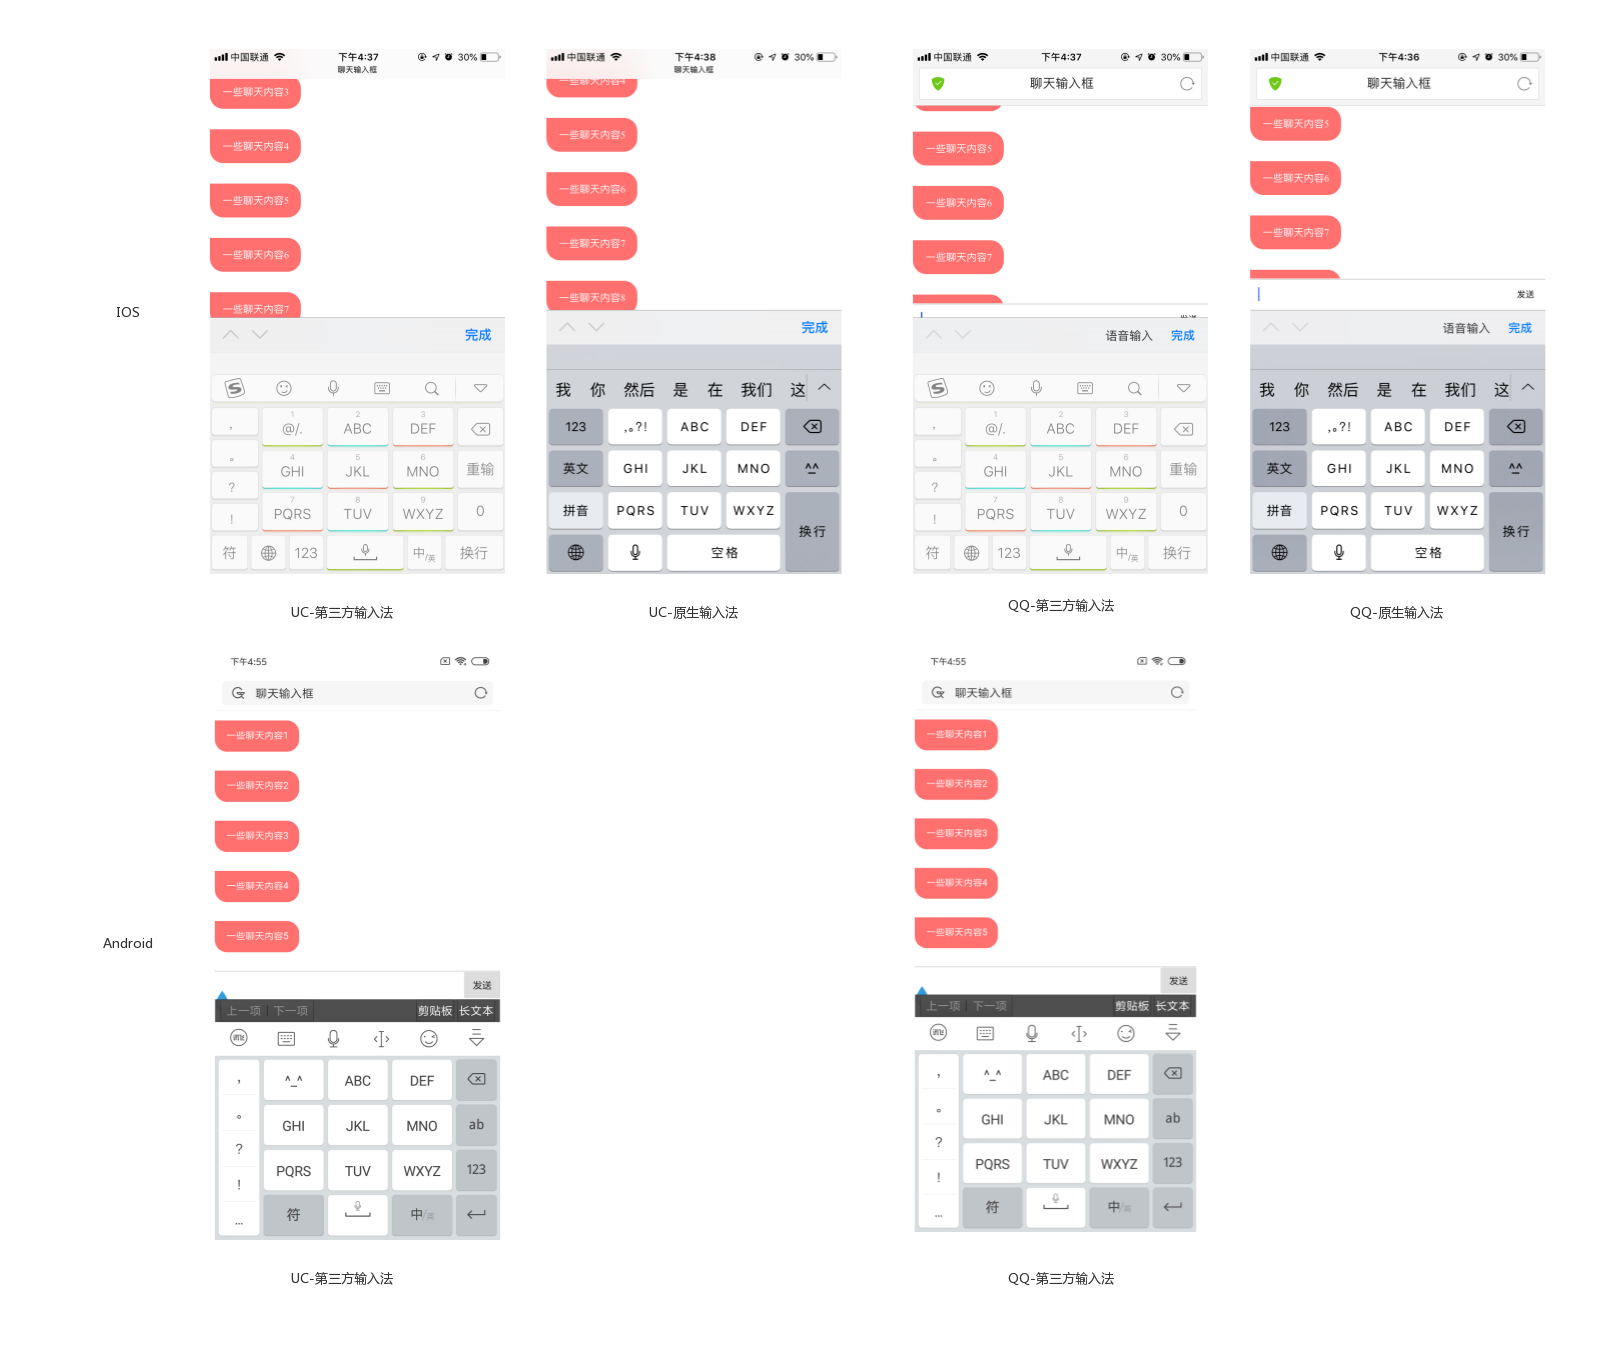 中国联通 下午4:37 30%
聊天输入框
一些聊天内容3
一些聊天内容4
一些聊天内容5
一些聊天内容6
一些聊天内容7
完成
, 1 @/. 2 ABC 3 DEF
。 4 GHI 5 JKL 6 MNO 重输
?
7 PQRS 8 TUV 9 WXYZ 0
!
符 123 中/英 换行
UC-第三方输入法
中国联通 下午4:38 30%
聊天输入框
一些聊天内容4
一些聊天内容5
一些聊天内容6
一些聊天内容7
一些聊天内容8
完成
我 你 然后 是 在 我们 这
123 ,。?! ABC DEF
英文 GHI JKL MNO ^^
拼音 PQRS TUV WXYZ
换行
空格
UC-原生输入法
中国联通 下午4:37 30%
聊天输入框
一些聊天内容5
一些聊天内容6
一些聊天内容7
语音输入 完成
, 1 @/. 2 ABC 3 DEF
。 4 GHI 5 JKL 6 MNO 重输
?
7 PQRS 8 TUV 9 WXYZ 0
!
符 123 中/英 换行
QQ-第三方输入法
中国联通 下午4:36 30%
聊天输入框
一些聊天内容5
一些聊天内容6
一些聊天内容7
发送
语音输入 完成
我 你 然后 是 在 我们 这
123 ,。?! ABC DEF
英文 GHI JKL MNO ^^
拼音 PQRS TUV WXYZ
换行
空格
QQ-原生输入法
IOS
下午4:55
聊天输入框
一些聊天内容1
一些聊天内容2
一些聊天内容3
一些聊天内容4
一些聊天内容5
发送
上一项 下一项 剪贴板 长文本
, ^_^ ABC DEF
。 GHI JKL MNO ab
?
PQRS TUV WXYZ 123
!
... 符 中/英
UC-第三方输入法
下午4:55
聊天输入框
一些聊天内容1
一些聊天内容2
一些聊天内容3
一些聊天内容4
一些聊天内容5
发送
上一项 下一项 剪贴板 长文本
, ^_^ ABC DEF
。 GHI JKL MNO ab
?
PQRS TUV WXYZ 123
!
... 符 中/英
QQ-第三方输入法
Android